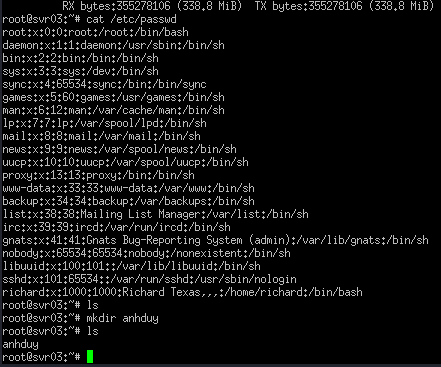 RX bytes:355278106 (338.8 MiB)  TX bytes:355278106 (338.8 MiB)
root@svr03:~# cat /etc/passwd
root:x:0:0:root:/root:/bin/bash
daemon:x:1:1:daemon:/usr/sbin:/bin/sh
bin:x:2:2:bin:/bin:/bin/sh
sys:x:3:3:sys:/dev:/bin/sh
sync:x:4:65534:sync:/bin:/bin/sync
games:x:5:60:games:/usr/games:/bin/sh
man:x:6:12:man:/var/cache/man:/bin/sh
lp:x:7:7:lp:/var/spool/lpd:/bin/sh
mail:x:8:8:mail:/var/mail:/bin/sh
news:x:9:9:news:/var/spool/news:/bin/sh
uucp:x:10:10:uucp:/var/spool/uucp:/bin/sh
proxy:x:13:13:proxy:/bin:/bin/sh
www-data:x:33:33:www-data:/var/www:/bin/sh
backup:x:34:34:backup:/var/backups:/bin/sh
list:x:38:38:Mailing List Manager:/var/list:/bin/sh
irc:x:39:39:ircd:/var/run/ircd:/bin/sh
gnats:x:41:41:Gnats Bug-Reporting System (admin):/var/lib/gnats:/bin/sh
nobody:x:65534:65534:nobody:/nonexistent:/bin/sh
libuuid:x:100:101::/var/lib/libuuid:/bin/sh
sshd:x:101:65534::/var/run/sshd:/usr/sbin/nologin
richard:x:1000:1000:Richard Texas,,,:/home/richard:/bin/bash
root@svr03:~# ls
root@svr03:~# mkdir anhduy
root@svr03:~# ls
anhduy
root@svr03:~#